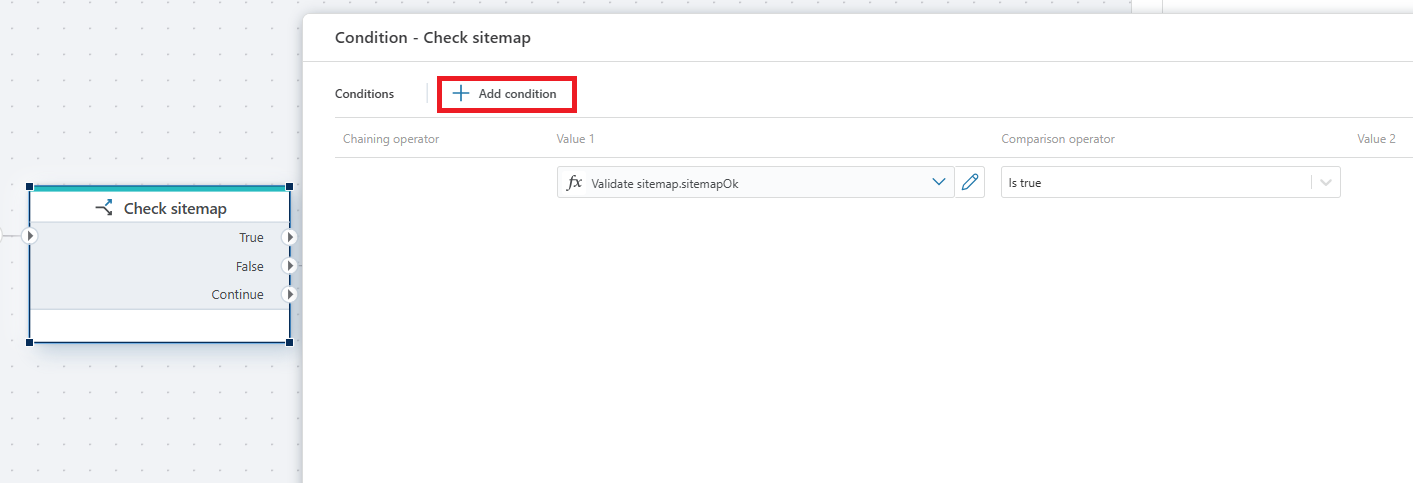 Condition - Check sitemap
Conditions
Add condition
Chaining operator Value 1 Comparison operator Value 2
fx Validate sitemap.sitemapOk Is true
Check sitemap
True
False
Continue